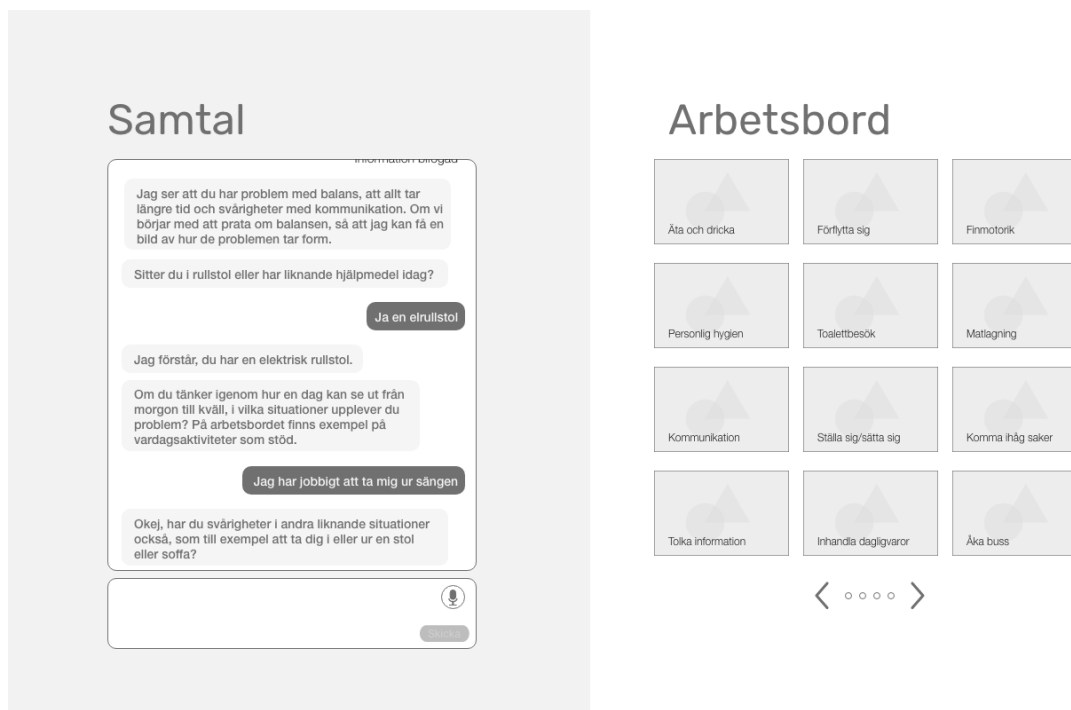 Samtal
Information bifogad
Jag ser att du har problem med balans, att allt tar
längre tid och svårigheter med kommunikation. Om vi
börjar med att prata om balansen, så att jag kan få en
bild av hur de problemen tar form.
Sitter du i rullstol eller har liknande hjälpmedel idag?
Ja en elrullstol
Jag förstår, du har en elektrisk rullstol.
Om du tänker igenom hur en dag kan se ut från
morgon till kväll, i vilka situationer upplever du
problem? På arbetsbordet finns exempel på
vardagsaktiviteter som stöd.
Jag har jobbigt att ta mig ur sängen
Okej, har du svårigheter i andra liknande situationer
också, som till exempel att ta dig i eller ur en stol
eller soffa?
Skicka
Arbetsbord
Äta och dricka
Förflytta sig
Finmotorik
Personlig hygien
Toalettbesök
Matlagning
Kommunikation
Ställa sig/sätta sig
Komma ihåg saker
Tolka information
Inhandla dagligvaror
Åka buss